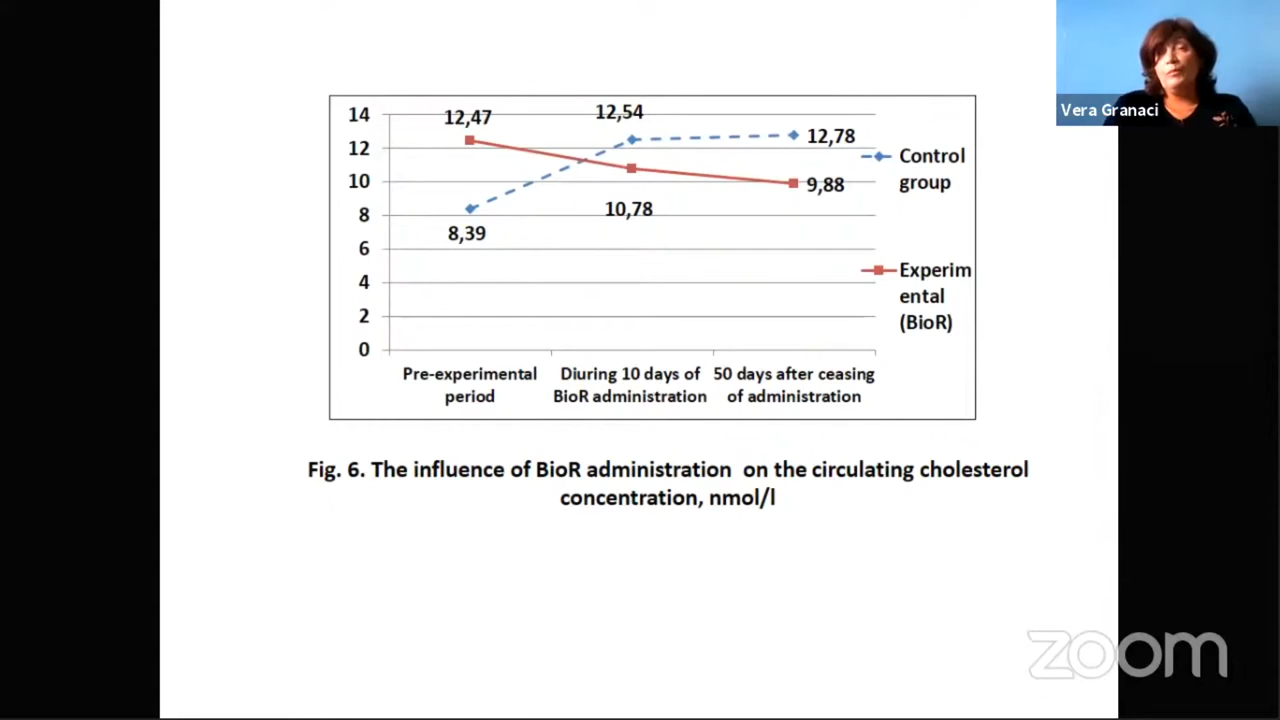 Vera Granaci
14
12
10
8
6
4
2
0
12,47
12,54
12,78
9,88
10,78
8,39
Control
group
Experim
ental
(BioR)
Pre-experimental
period
Diuring 10 days of
BioR administration
50 days after ceasing
of administration
Fig. 6. The influence of BioR administration on the circulating cholesterol
concentration, nmol/l
zoom